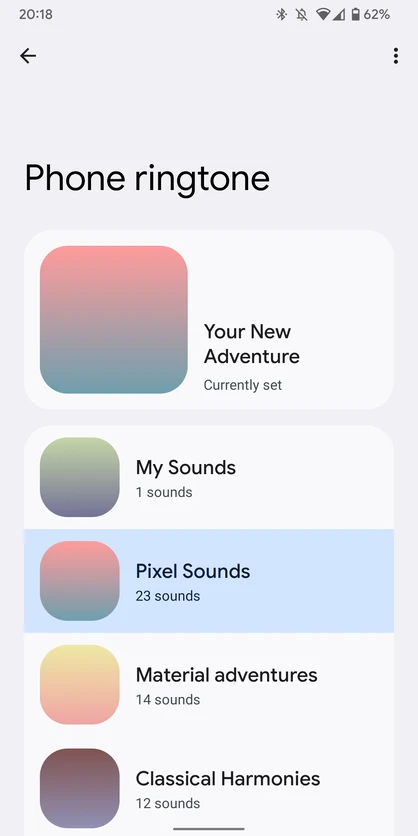 20:18
62%
Phone ringtone
Your New
Adventure
Currently set
My Sounds
1 sounds
Pixel Sounds
23 sounds
Material adventures
14 sounds
Classical Harmonies
12 sounds